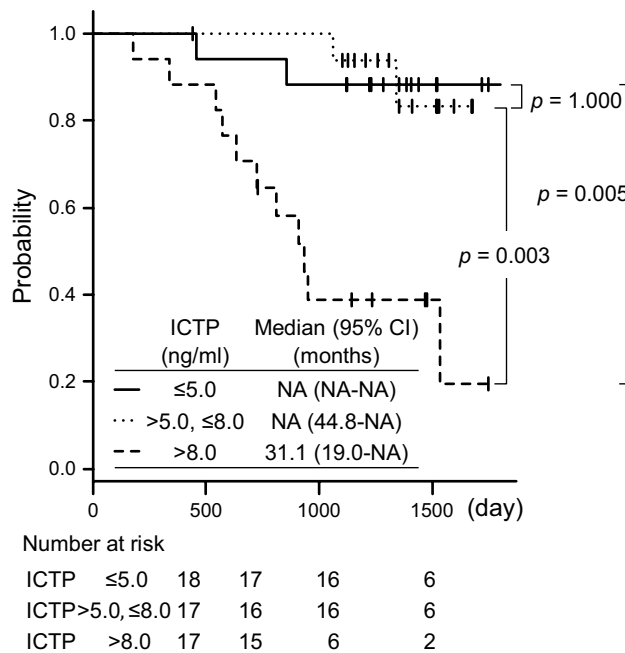 1.0
0.8
0.6
0.4
0.2
0.0
Probability
p = 1.000
p = 0.005
p = 0.003
ICTP Median (95% CI)
(ng/ml) (months)
≤5.0 NA (NA-NA)
>5.0, ≤8.0 NA (44.8-NA)
>8.0 31.1 (19.0-NA)
0 500 1000 1500 (day)
Number at risk
ICTP ≤5.0 18 17 16 6
ICTP>5.0,≤8.0 17 16 16 6
ICTP >8.0 17 15 6 2